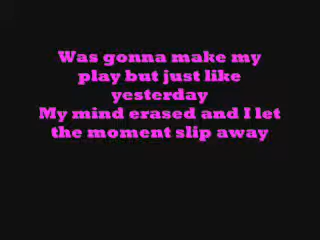 Was gonna make my
play but just like
yesterday
My mind erased and I let
the moment slip away